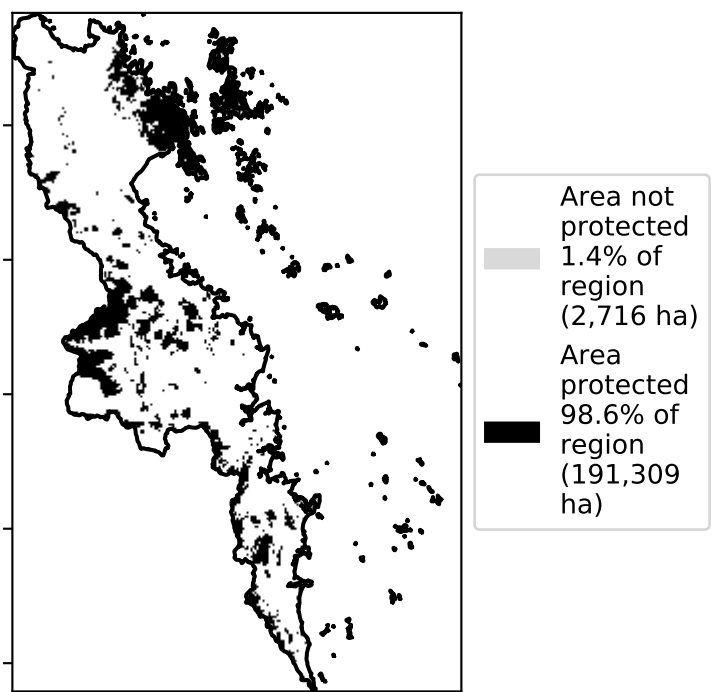 Area not
protected
1.4% of
region
(2,716 ha)
Area
protected
98.6% of
region
(191,309
ha)